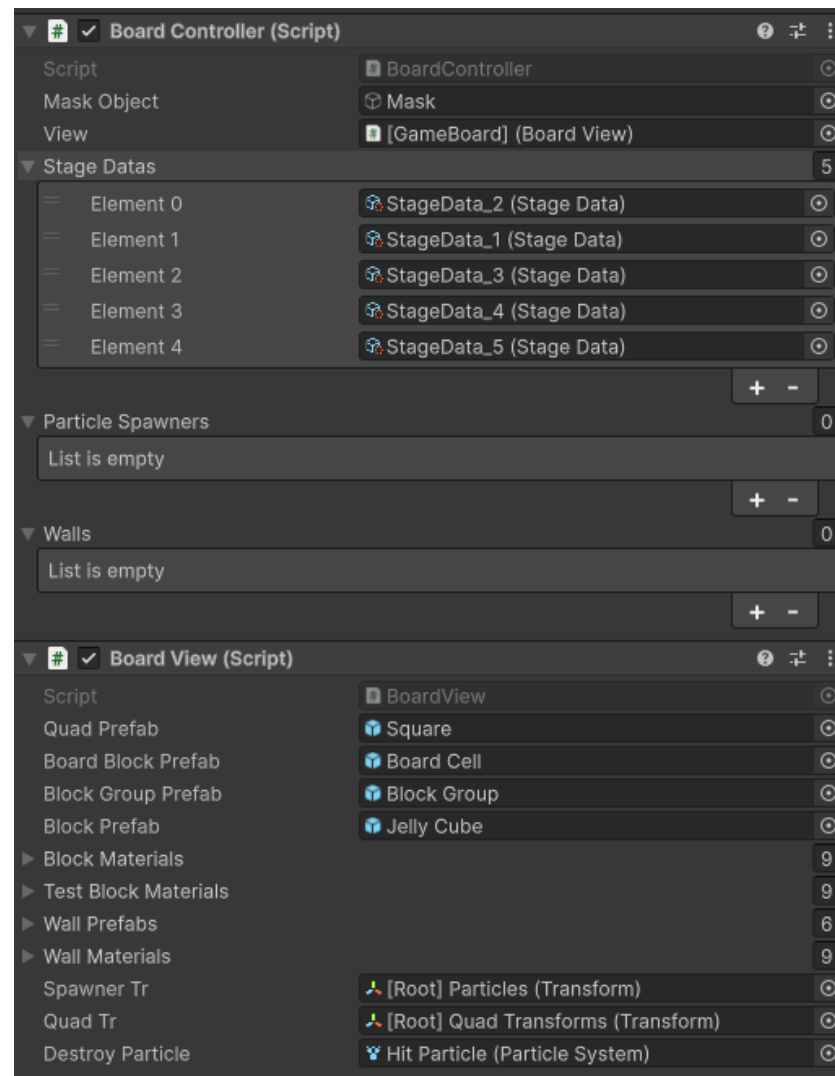 Board Controller (Script)
Script BoardController
Mask Object Mask
View [GameBoard] (Board View)
Stage Datas 5
Element 0 StageData_2 (Stage Data)
Element 1 StageData_1 (Stage Data)
Element 2 StageData_3 (Stage Data)
Element 3 StageData_4 (Stage Data)
Element 4 StageData_5 (Stage Data)
+ -
Particle Spawners 0
List is empty
+ -
Walls 0
List is empty
+ -
Board View (Script)
Script BoardView
Quad Prefab Square
Board Block Prefab Board Cell
Block Group Prefab Block Group
Block Prefab Jelly Cube
Block Materials 9
Test Block Materials 9
Wall Prefabs 6
Wall Materials 9
Spawner Tr [Root] Particles (Transform)
Quad Tr [Root] Quad Transforms (Transform)
Destroy Particle Hit Particle (Particle System)